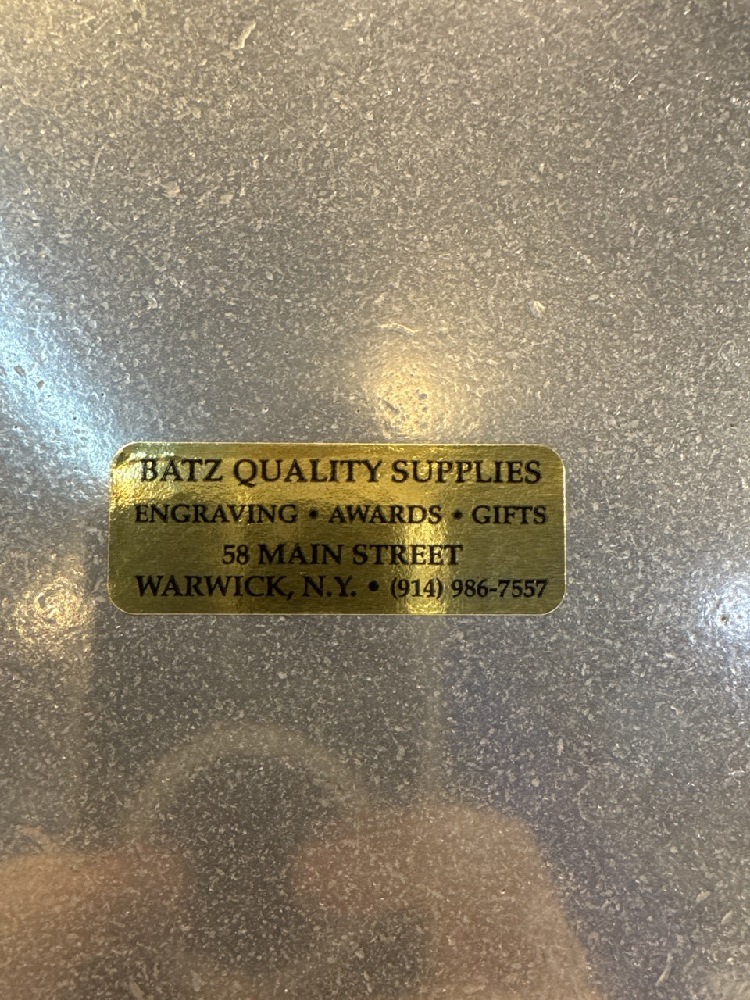 BATZ QUALITY SUPPLIES
ENGRAVING • AWARDS • GIFTS
58 MAIN STREET
WARWICK, N.Y. • (914) 986-7557